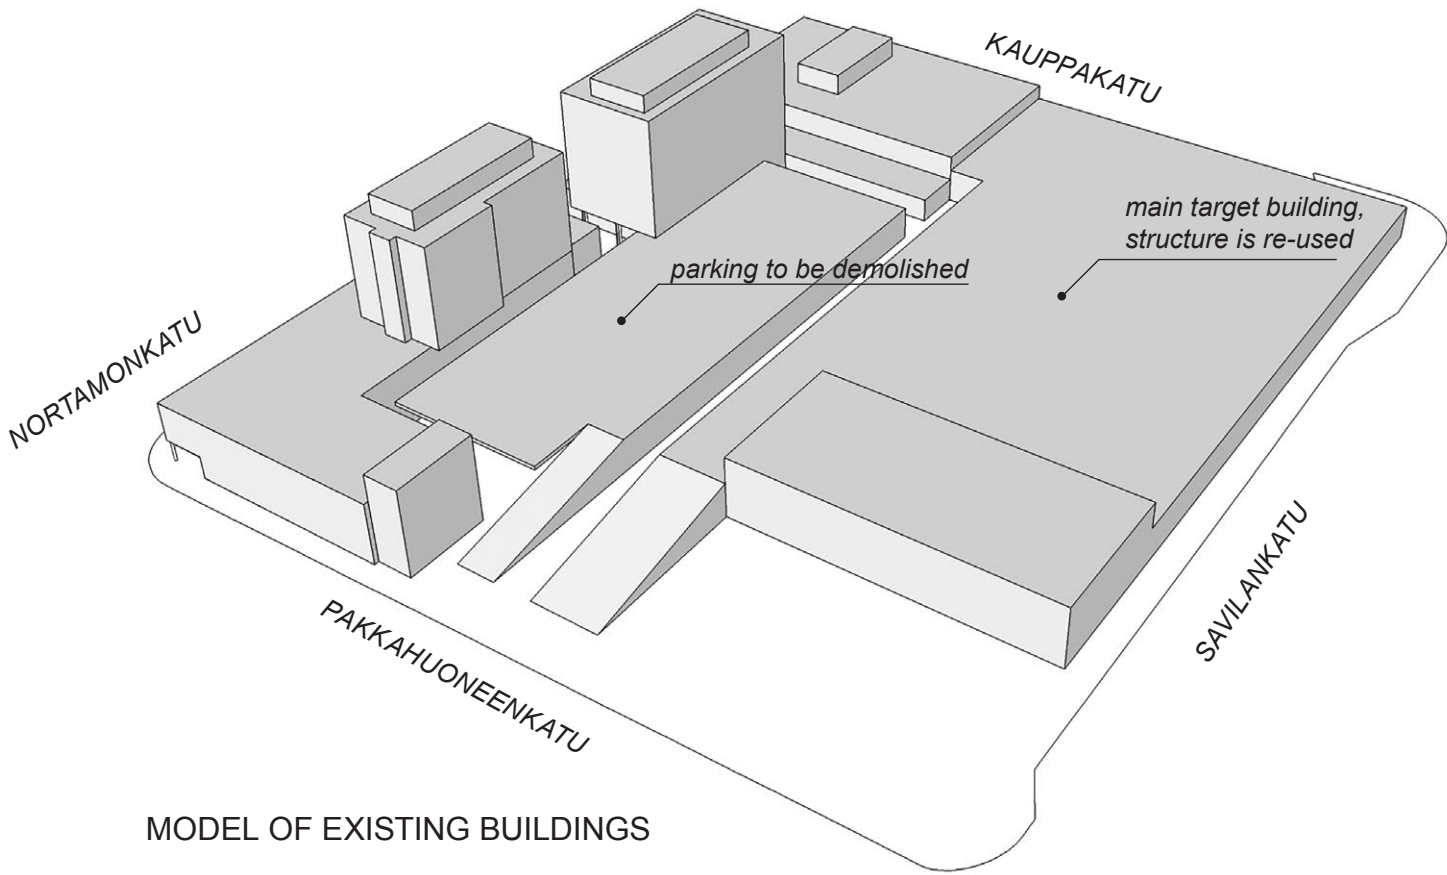 KAUPPAKATU
main target building,
structure is re-used
parking to be demolished
NORTAMONKATU
SAVILANKATU
PAKKAHUONEENKATU
MODEL OF EXISTING BUILDINGS